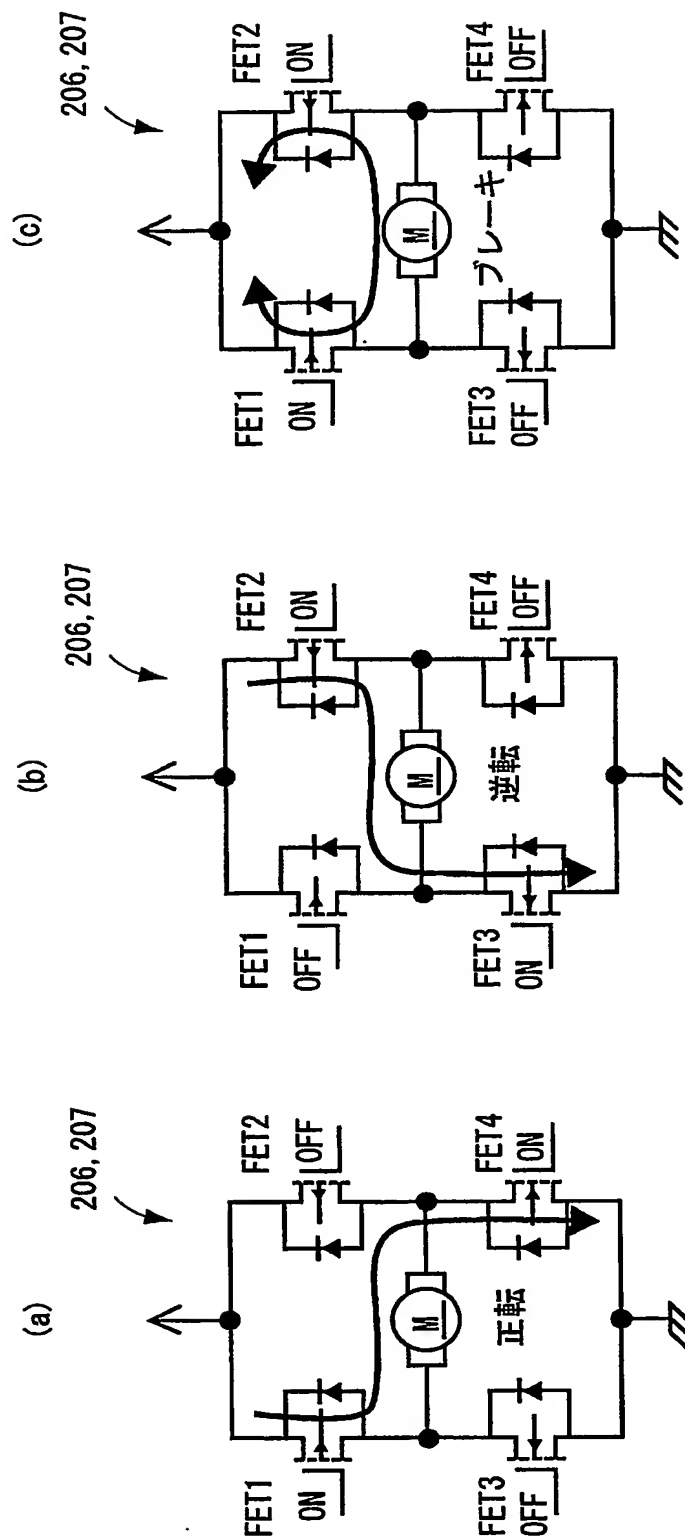 (a)
206, 207
FET1
ON
FET2
OFF
M
正転
FET3
OFF
FET4
ON
(b)
206, 207
FET1
OFF
FET2
ON
M
逆転
FET3
ON
FET4
OFF
(c)
206, 207
FET1
ON
FET2
ON
M
ブレーキ
FET3
OFF
FET4
OFF